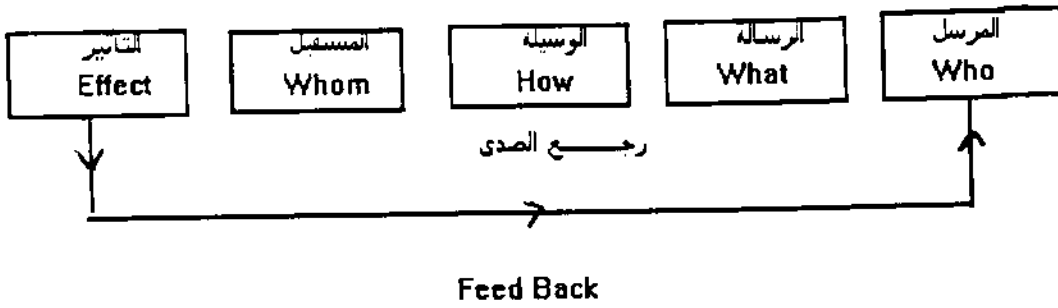 المرسل
Who
الرسالة
What
الوسيلة
How
المستقبل
Whom
التأثير
Effect
رجـــــع الصدى
Feed Back